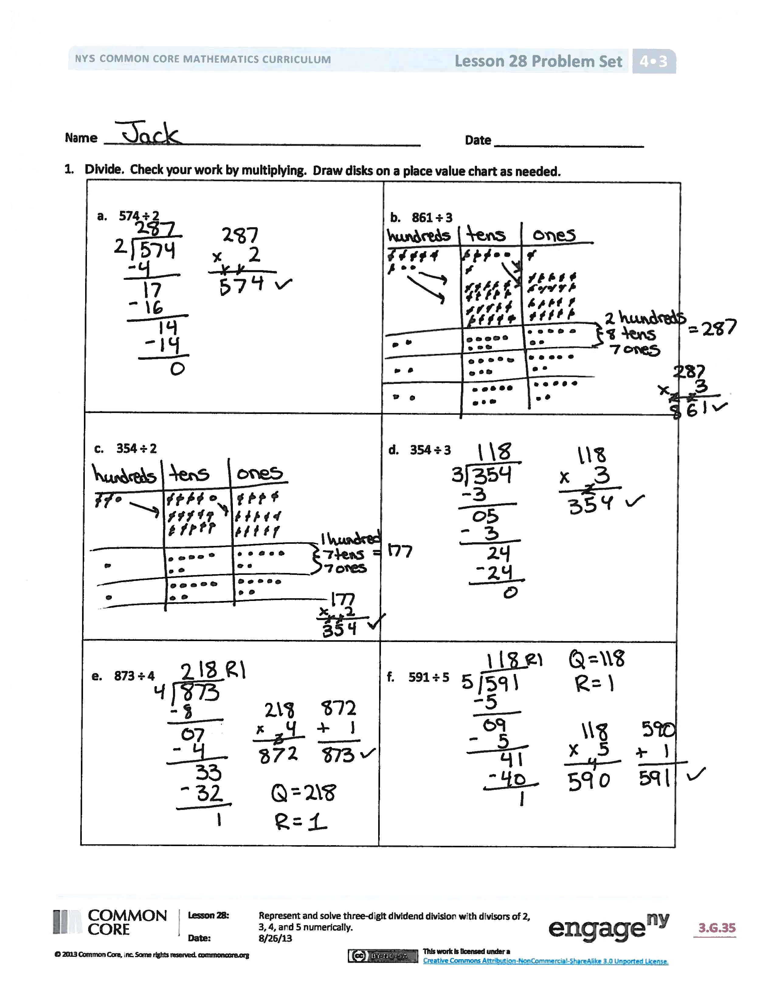 NYS COMMON CORE MATHEMATICS CURRICULUM
Lesson 28 Problem Set 4•3
Name Jack
Date
1. Divide. Check your work by multiplying. Draw disks on a place value chart as needed.
a. 574 ÷ 2
287
2 574
-4
17
- 16
14
-14
0
287
x 2
1 1
574 ✓
b. 861 ÷ 3
hundreds tens ones
2 hundreds
8 tens
7 ones
= 287
287
x 3
2 2
861 ✓
c. 354 ÷ 2
hundreds tens ones
1 hundred
7 tens = 177
7 ones
177
x 2
1 1
354 ✓
d. 354 ÷ 3
118
3 354
-3
05
- 3
24
-24
0
118
x 3
2
354 ✓
e. 873 ÷ 4
218 R1
4 873
-8
07
- 4
33
- 32
1
218
x 4
3
872
872
+ 1
873 ✓
Q = 218
R = 1
f. 591 ÷ 5
118 R1
5 591
-5
09
- 5
41
-40
1
Q = 118
R = 1
118
x 5
4
590
590
+ 1
591 ✓
COMMON
CORE
Lesson 28:
Represent and solve three-digit dividend division with divisors of 2,
3, 4, and 5 numerically.
Date:
8/26/13
engage ny
3.G.35
© 2013 Common Core, Inc. Some rights reserved. commoncore.org
cc BY-NC-SA
This work is licensed under a
Creative Commons Attribution-NonCommercial-ShareAlike 3.0 Unported License.